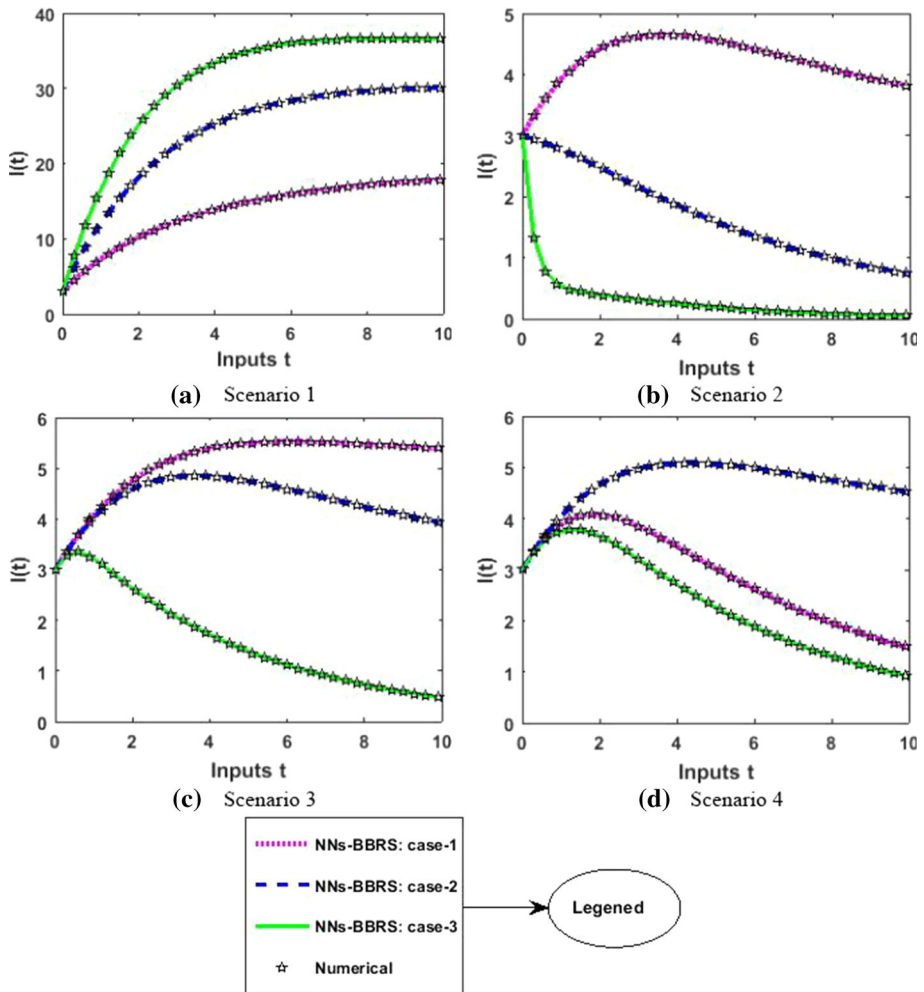 40
30
20
10
0
I(t)
0 2 4 6 8 10
Inputs t
(a) Scenario 1
5
4
3
2
1
0
I(t)
0 2 4 6 8 10
Inputs t
(b) Scenario 2
6
5
4
3
2
1
0
I(t)
0 2 4 6 8 10
Inputs t
(c) Scenario 3
6
5
4
3
2
1
0
I(t)
0 2 4 6 8 10
Inputs t
(d) Scenario 4
NNs-BBRS: case-1
NNs-BBRS: case-2
NNs-BBRS: case-3
Numerical
Legened